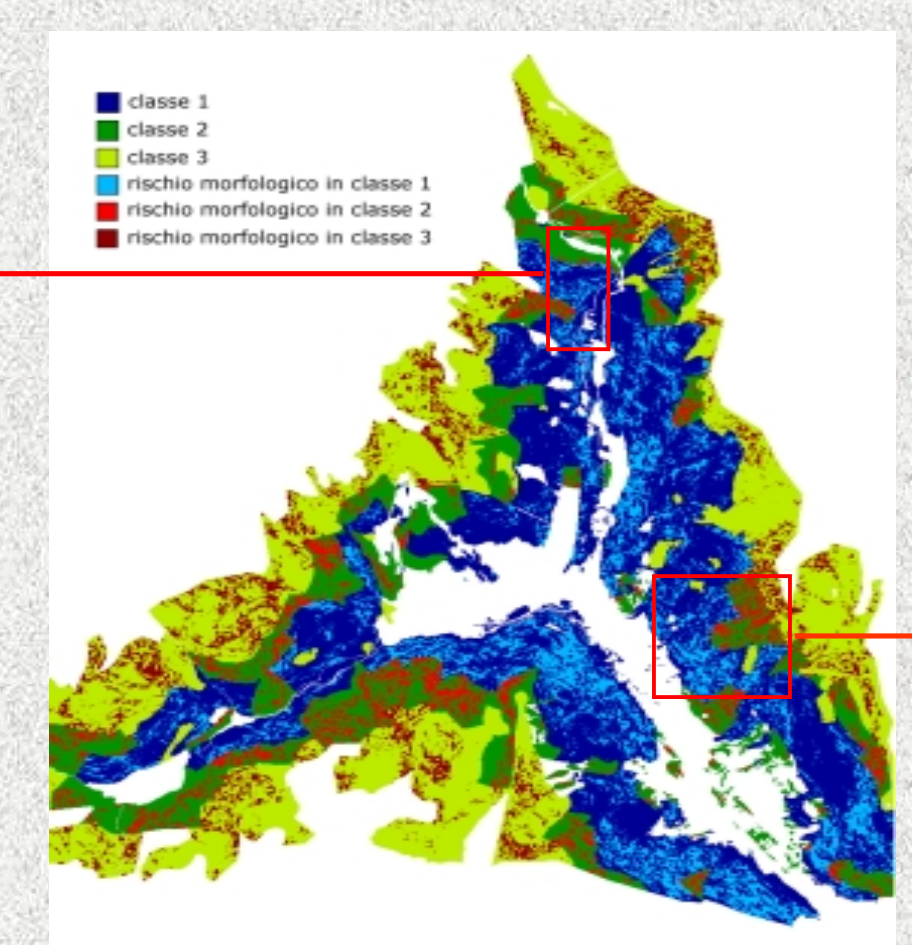 classe 1
classe 2
classe 3
rischio morfologico in classe 1
rischio morfologico in classe 2
rischio morfologico in classe 3